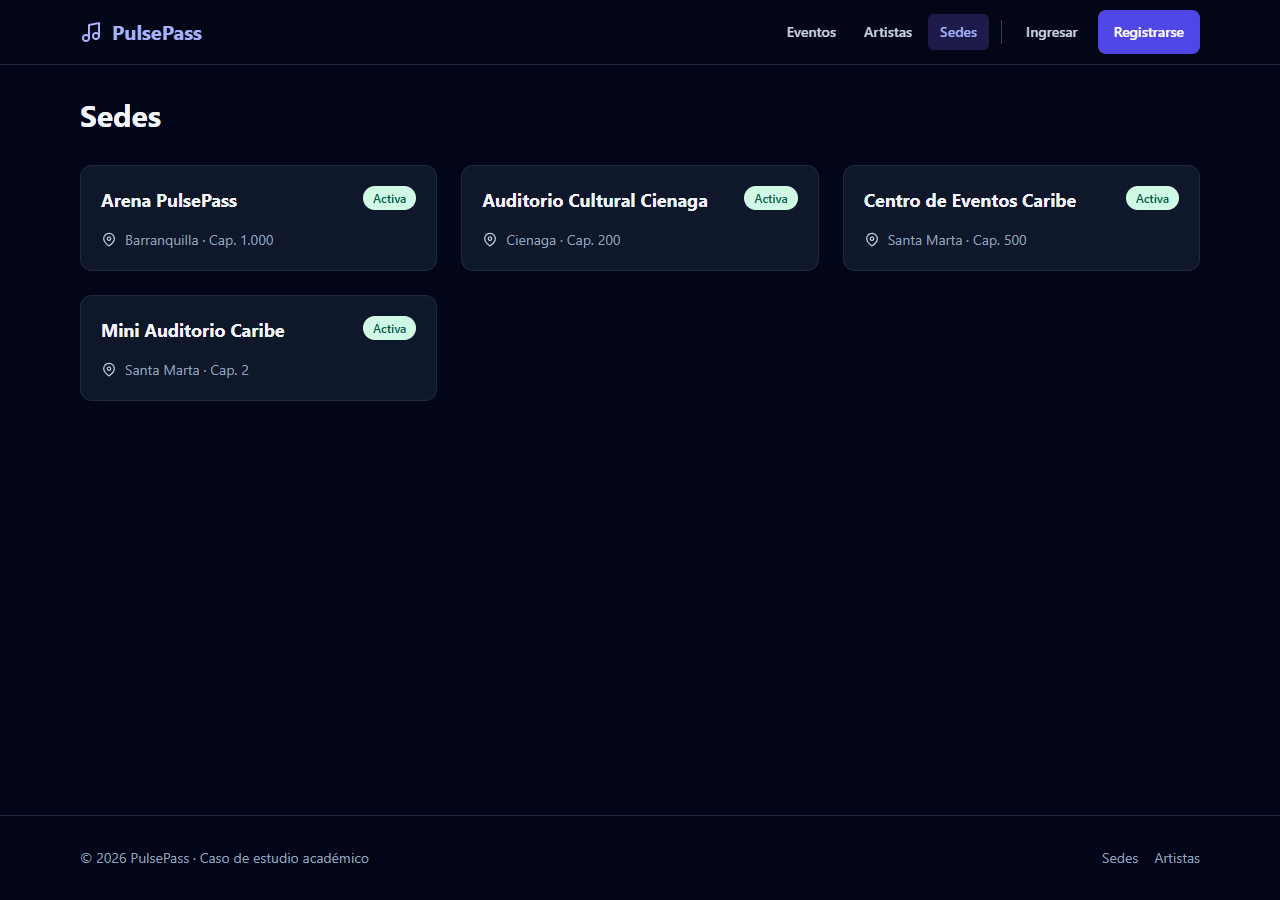 PulsePass
Eventos Artistas Sedes Ingresar Registrarse
Sedes
Arena PulsePass Activa
Barranquilla · Cap. 1.000
Auditorio Cultural Cienaga Activa
Cienaga · Cap. 200
Centro de Eventos Caribe Activa
Santa Marta · Cap. 500
Mini Auditorio Caribe Activa
Santa Marta · Cap. 2
© 2026 PulsePass · Caso de estudio académico
Sedes Artistas